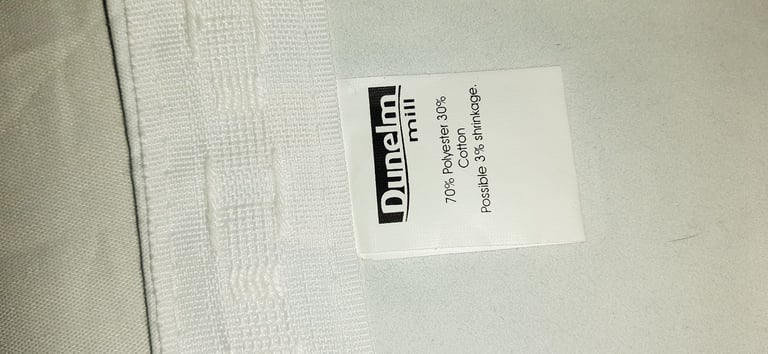 Dunelm
mill
70% Polyester 30%
Cotton
Possible 3% shrinkage.